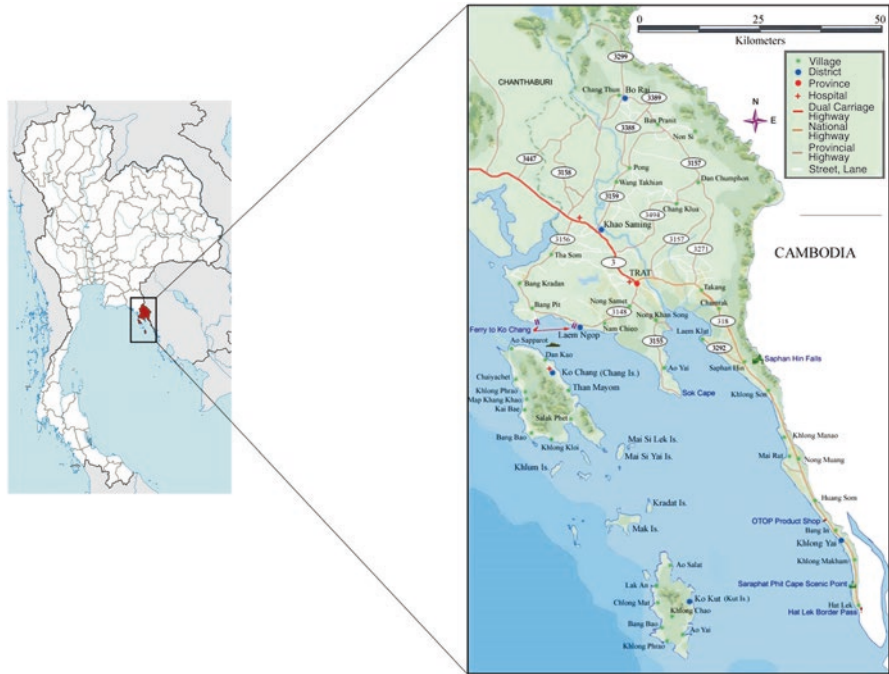 0 25 50
Kilometers
Village
District
Province
Hospital
Dual Carriage
Highway
National
Highway
Provincial
Highway
Street, Lane
N
E
CHANTHABURI
3299
Chang Thun
Bo Rai
3389
Ban Pranit
3388
Non Si
3447
3158
Pong
3157
Wang Takhian
Dan Chumphon
3159
Chang Klua
3494
Khao Saming
3156
3157
3271
Tha Som
3
CAMBODIA
TRAT
Bang Kradan
Takang
Nong Samet
Bang Pit
3148
Nong Khan Song
Chamrak
318
Ferry to Ko Chang
Laem Ngop
Nam Chieo
Laem Klat
3155
3292
Ao Sapparot
Dan Kao
Saphan Hin
Saphan Hin Falls
Chaiyachet
Ko Chang (Chang Is.)
Ao Yai
Than Mayom
Khlong Phrao
Sok Cape
Khlong Son
Map Khang Khao
Kai Bae
Salak Phet
Bang Bao
Khlong Kloi
Mai Si Lek Is.
Khlong Manao
Mai Si Yai Is.
Mai Rut
Nong Muang
Khlum Is.
Kradat Is.
Huang Som
Mak Is.
OTOP Product Shop
Bang In
Khlong Yai
Ao Salat
Khlong Makham
Lak An
Saraphat Phit Cape Scenic Point
Chlong Mat
Ko Kut (Kut Is.)
Khlong Chao
Hat Lek
Hat Lek Border Pass
Bang Bao
Ao Yai
Khlong Phrao